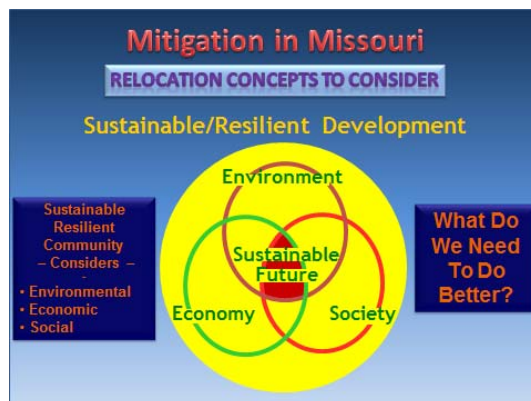 Mitigation in Missouri
RELOCATION CONCEPTS TO CONSIDER
Sustainable/Resilient Development
Sustainable
Resilient
Community
– Considers –
-
• Environmental
• Economic
• Social
Environment
Sustainable
Future
Economy
Society
What Do
We Need
To Do
Better?